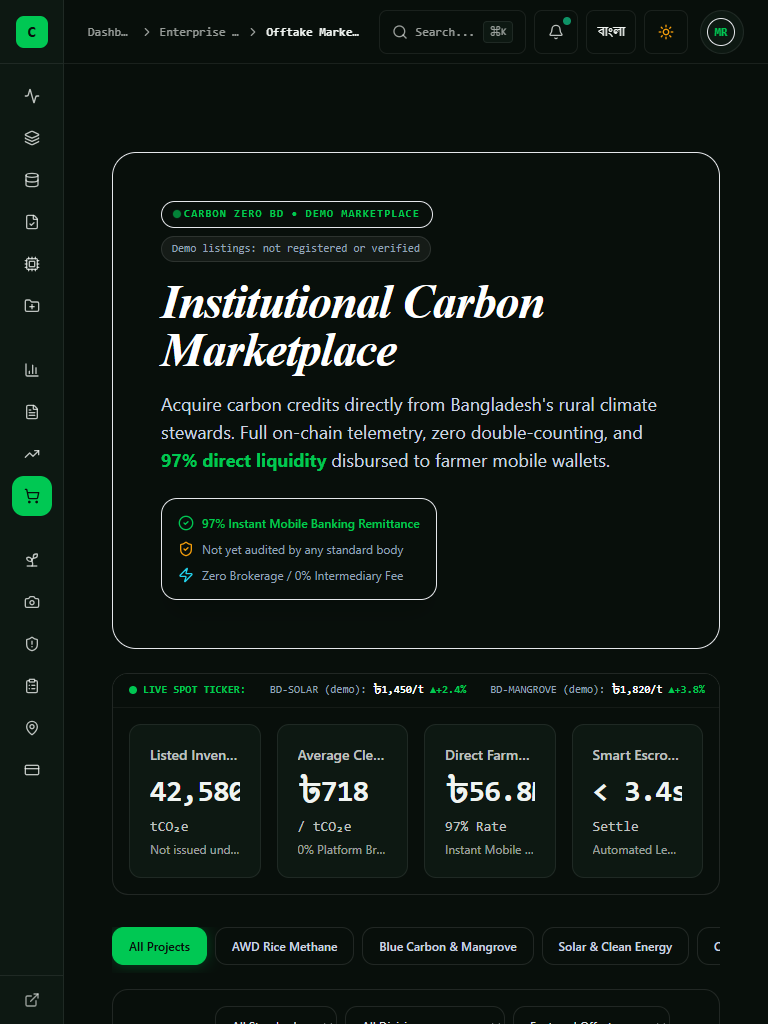 C
Dashb… > Enterprise … > Offtake Marke…
Search... ⌘K
বাংলা
MR
CARBON ZERO BD • DEMO MARKETPLACE
Demo listings: not registered or verified
Institutional Carbon
Marketplace
Acquire carbon credits directly from Bangladesh's rural climate
stewards. Full on-chain telemetry, zero double-counting, and
97% direct liquidity disbursed to farmer mobile wallets.
97% Instant Mobile Banking Remittance
Not yet audited by any standard body
Zero Brokerage / 0% Intermediary Fee
LIVE SPOT TICKER: BD-SOLAR (demo): ৳1,450/t ▲+2.4% BD-MANGROVE (demo): ৳1,820/t ▲+3.8%
Listed Inven…
42,580
tCO₂e
Not issued und…
Average Cle…
৳718
/ tCO₂e
0% Platform Br…
Direct Farm…
৳56.8
97% Rate
Instant Mobile …
Smart Escro…
< 3.4s
Settle
Automated Le…
All Projects AWD Rice Methane Blue Carbon & Mangrove Solar & Clean Energy